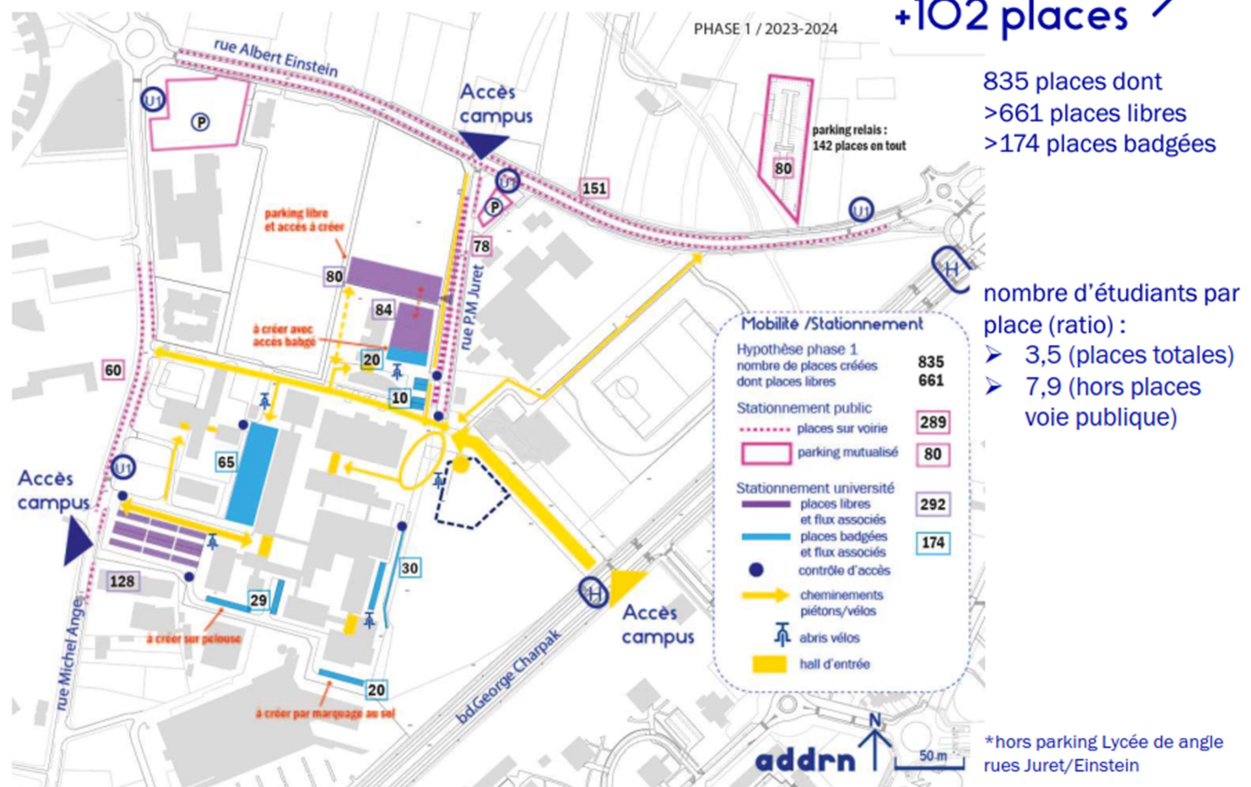 PHASE 1 / 2023-2024
+102 places
835 places dont
>661 places libres
>174 places badgées
nombre d'étudiants par
place (ratio) :
➢ 3,5 (places totales)
➢ 7,9 (hors places
voie publique)
*hors parking Lycée de angle
rues Juret/Einstein
rue Albert Einstein
Accès
campus
U1
P
U1
P
151
parking relais :
142 places en tout
80
U1
H
parking libre
et accés à créer
78
80
84
rue P.M Juret
à créer avec
accès babgé
20
10
60
65
Accès
campus
U1
128
29
30
à créer sur pelouse
20
à créer par marquage au sol
rue Michel Ange
H
Accès
campus
bd.George Charpak
Mobilité /Stationnement
Hypothèse phase 1
nombre de places créées 835
dont places libres 661
Stationnement public
places sur voirie 289
parking mutualisé 80
Stationnement université
places libres
et flux associés 292
places badgées
et flux associés 174
contrôle d'accès
cheminements
piétons/vélos
abris vélos
hall d'entrée
addrn
N
50 m